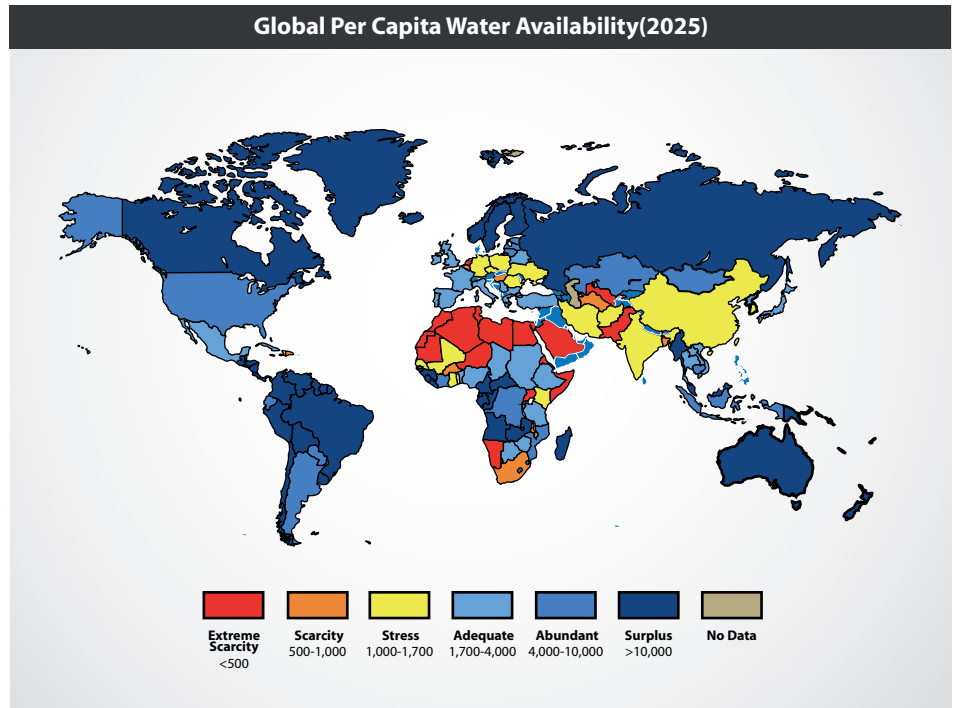 Global Per Capita Water Availability(2025)
Extreme Scarcity
<500
Scarcity
500-1,000
Stress
1,000-1,700
Adequate
1,700-4,000
Abundant
4,000-10,000
Surplus
>10,000
No Data